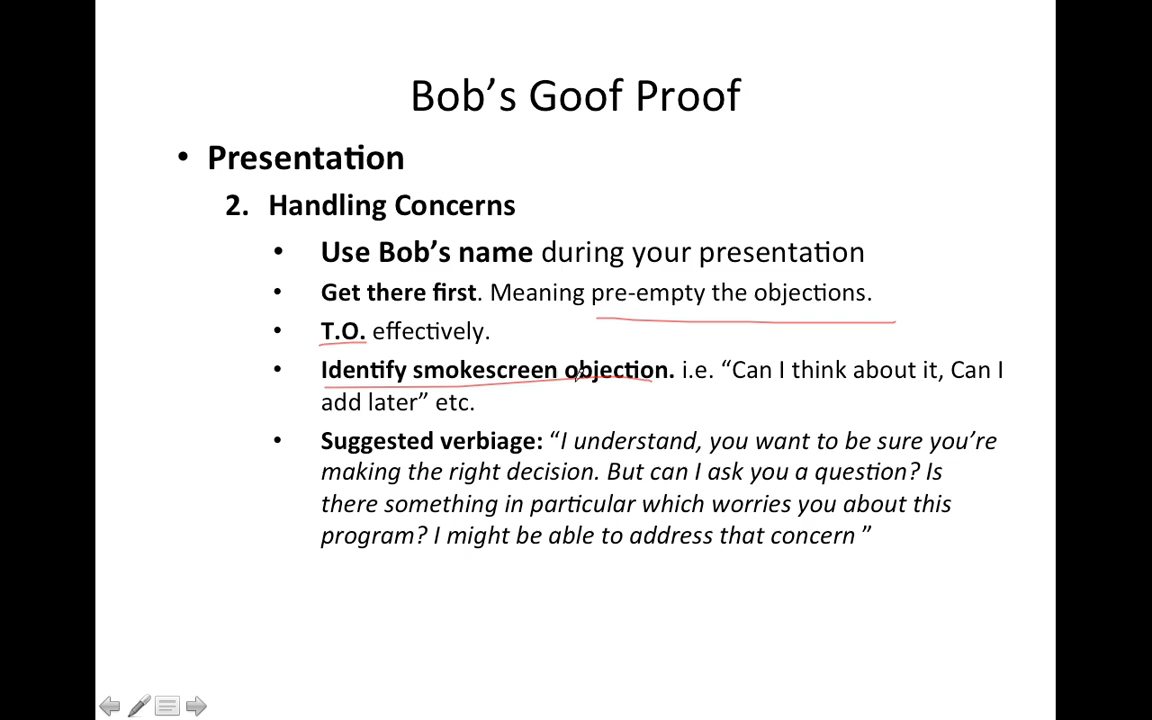 Bob’s Goof Proof
• Presentation
2. Handling Concerns
• Use Bob’s name during your presentation
• Get there first. Meaning pre-empty the objections.
• T.O. effectively.
• Identify smokescreen objection. i.e. “Can I think about it, Can I
add later” etc.
• Suggested verbiage: “I understand, you want to be sure you’re
making the right decision. But can I ask you a question? Is
there something in particular which worries you about this
program? I might be able to address that concern ”